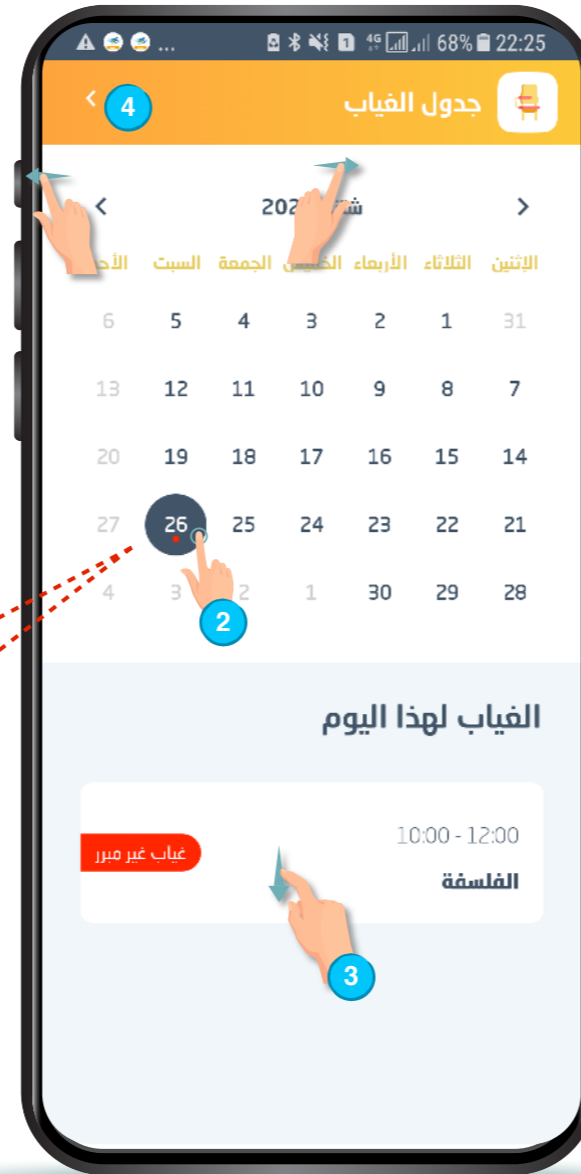 ... 4G 68% 22:25
جدول الغياب
4
الإثنين الثلاثاء الأربعاء الجمعة السبت
31 1 2 3 4 5 6
7 8 9 10 11 12 13
14 15 16 17 18 19 20
21 22 23 24 25 26 27
28 29 30 1 2 3 4
2
الغياب لهذا اليوم
10:00 - 12:00
غياب غير مبرر
الفلسفة
3